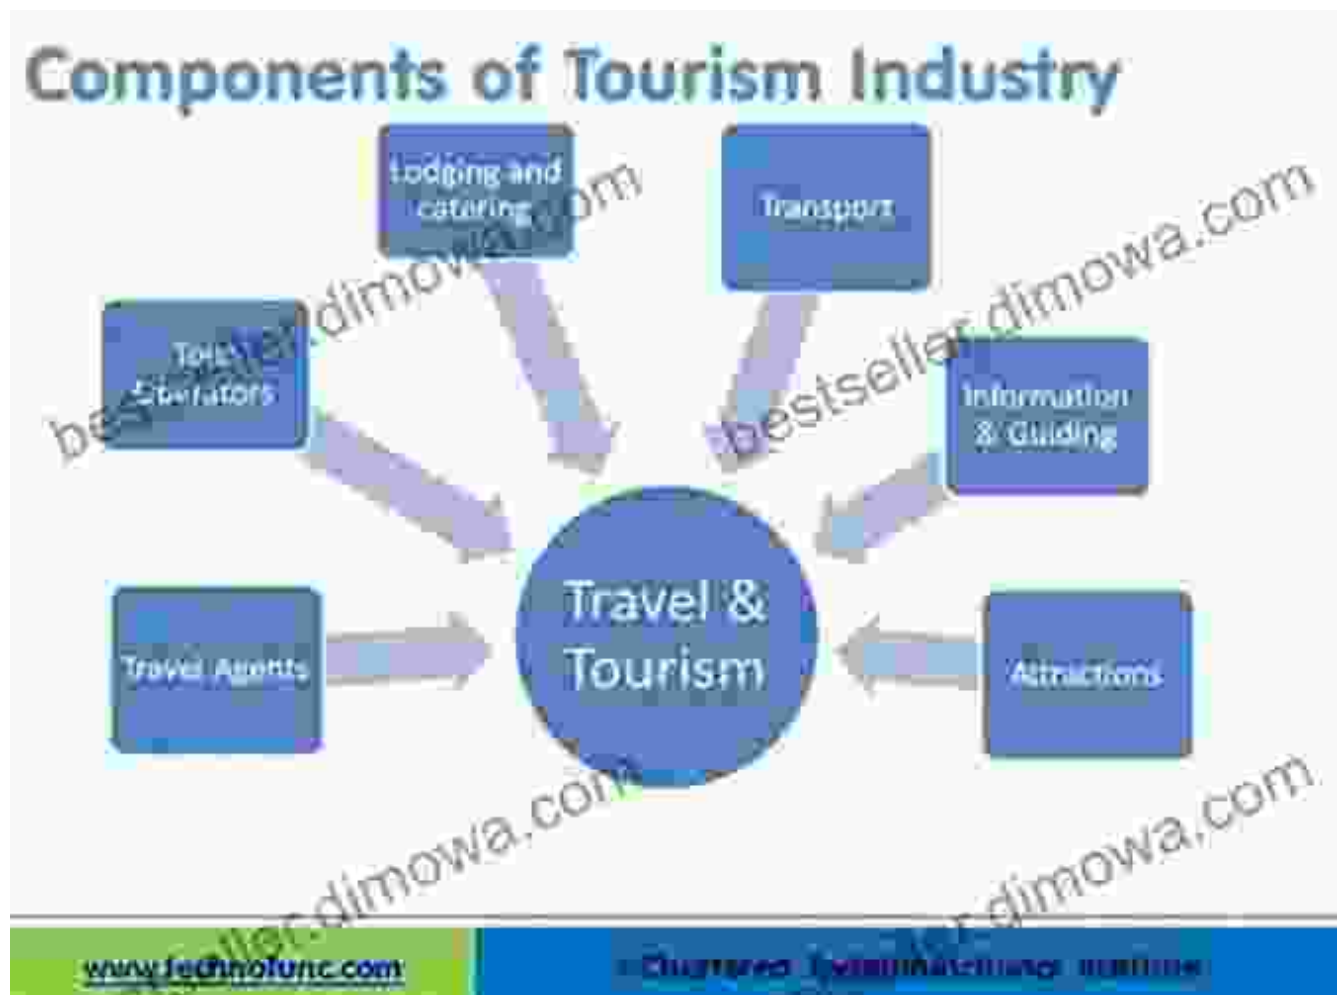 Components of Tourism Industry
Lodging and
catering
Transport
Tour
Operators
Information
& Guiding
Travel &
Tourism
Travel Agents
Attractions
bestseller.dimowa.com
bestseller.dimowa.com
www.technofunc.com